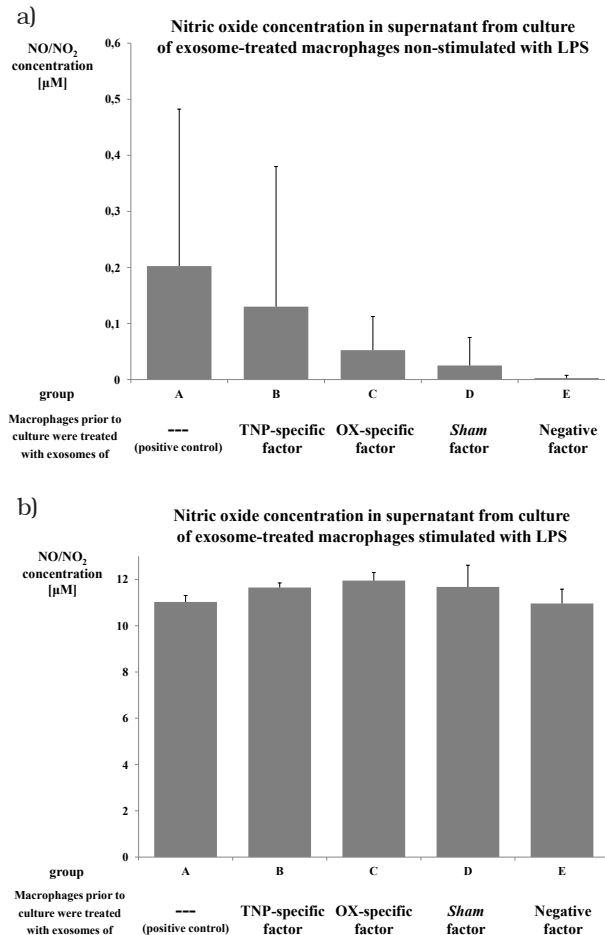 a)
Nitric oxide concentration in supernatant from culture
of exosome-treated macrophages non-stimulated with LPS
NO/NO₂
concentration
[µM]
0,6
0,5
0,2
0,2
0,2
0,1
0
group A B C D E
Macrophages prior to
culture were treated
with exosomes of
---
(positive control)
TNP-specific
factor
OX-specific
factor
Sham
factor
Negative
factor
b)
Nitric oxide concentration in supernatant from culture
of exosome-treated macrophages stimulated with LPS
NO/NO₂
concentration
[µM]
12
10
8
6
4
2
0
group A B C D E
Macrophages prior to
culture were treated
with exosomes of
---
(positive control)
TNP-specific
factor
OX-specific
factor
Sham
factor
Negative
factor